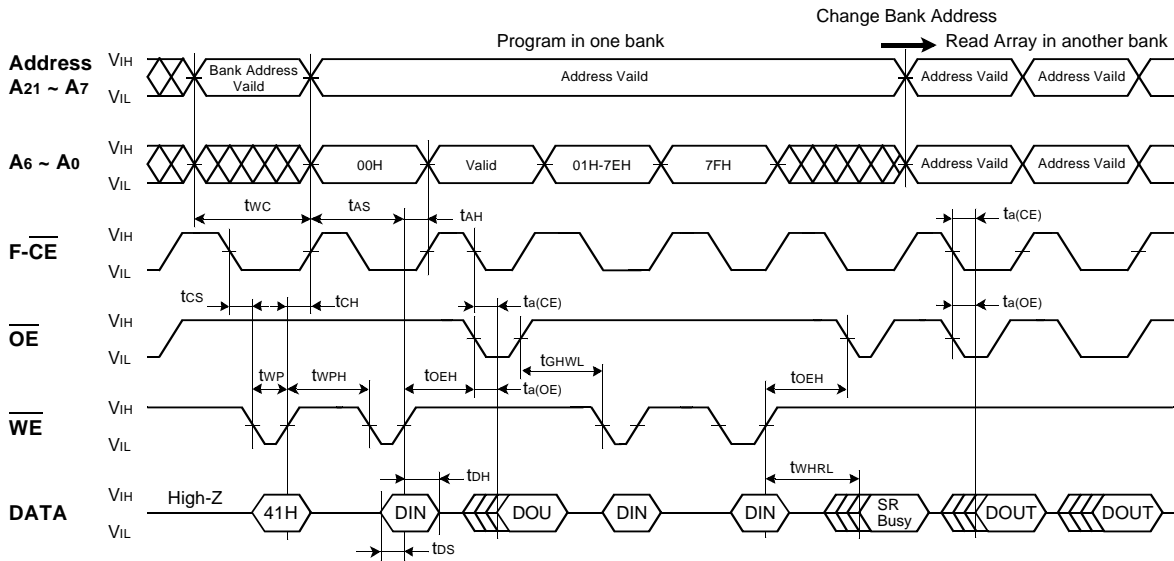 Change Bank Address
Program in one bank
Read Array in another bank
Address
A21 ~ A7
VIH
VIL
Bank Address
Vaild
Address Vaild
Address Vaild
Address Vaild
A6 ~ A0
VIH
VIL
00H
Valid
01H-7EH
7FH
Address Vaild
Address Vaild
tWC
tAS
tAH
ta(CE)
F-CE
VIH
VIL
tCS
tCH
ta(CE)
ta(OE)
OE
VIH
VIL
tWP
tWPH
tOEH
tGHWL
ta(OE)
tOEH
WE
VIH
VIL
tDH
tWHRL
DATA
VIH
VIL
High-Z
41H
DIN
DOU
DIN
DIN
SR
Busy
DOUT
DOUT
tDS